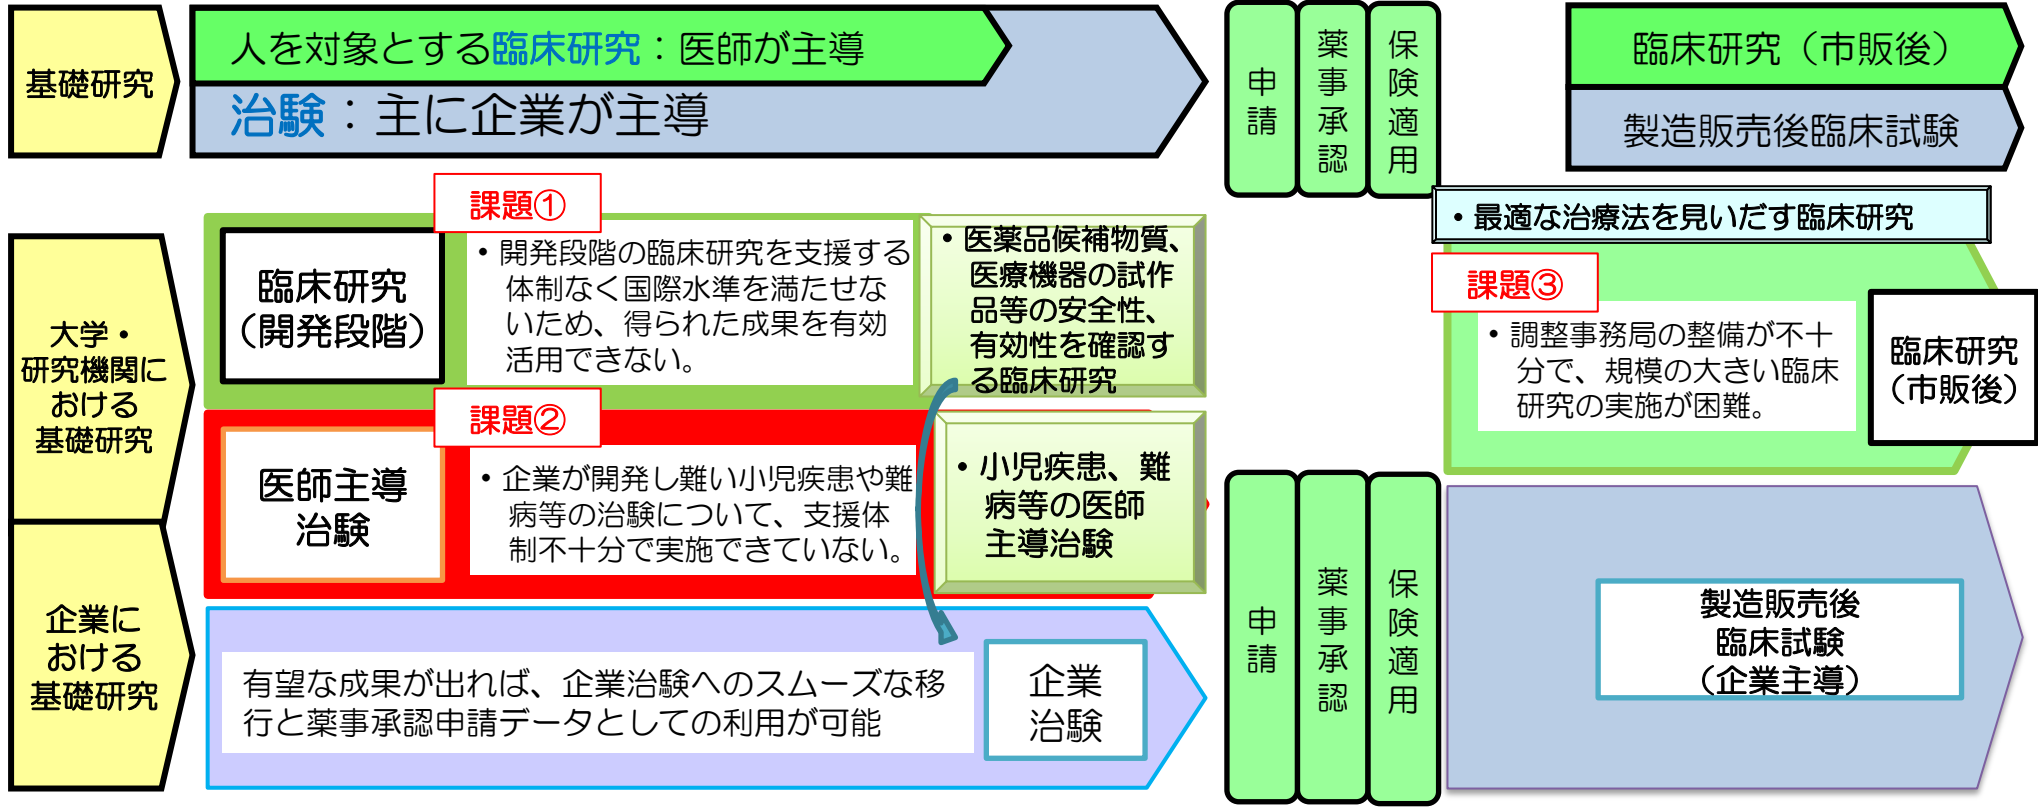 基礎研究
人を対象とする臨床研究：医師が主導
治験：主に企業が主導
申請
薬事承認
保険適用
臨床研究（市販後）
製造販売後臨床試験
大学・
研究機関に
おける
基礎研究
企業に
おける
基礎研究
課題①
臨床研究
（開発段階）
・開発段階の臨床研究を支援する
体制なく国際水準を満たせな
いため、得られた成果を有効
活用できない。
・医薬品候補物質、
医療機器の試作
品等の安全性、
有効性を確認す
る臨床研究
課題②
医師主導
治験
・企業が開発し難い小児疾患や難
病等の治験について、支援体
制不十分で実施できていない。
・小児疾患、難
病等の医師
主導治験
有望な成果が出れば、企業治験へのスムーズな移
行と薬事承認申請データとしての利用が可能
企業
治験
申請
薬事承認
保険適用
・最適な治療法を見いだす臨床研究
課題③
・調整事務局の整備が不十
分で、規模の大きい臨床
研究の実施が困難。
臨床研究
（市販後）
製造販売後
臨床試験
（企業主導）